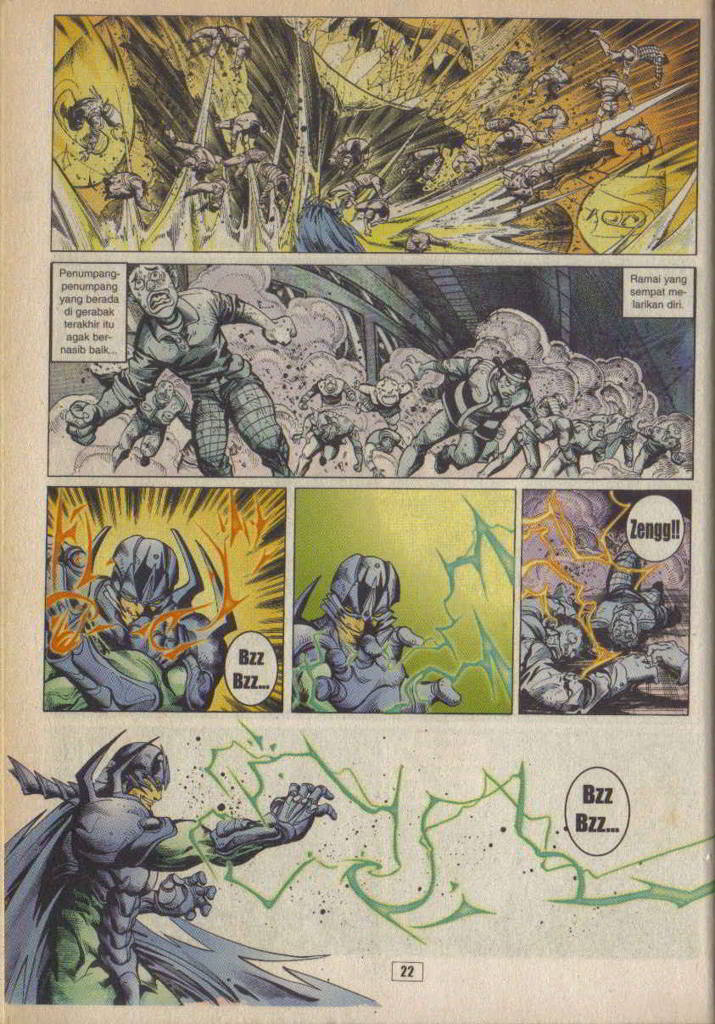 Penumpang-
penumpang
yang berada
di gerabak
terakhir itu
agak ber-
nasib baik...
Ramai yang
sempat me-
larikan diri.
Bzz
Bzz...
Zengg!!
Bzz
Bzz...
22